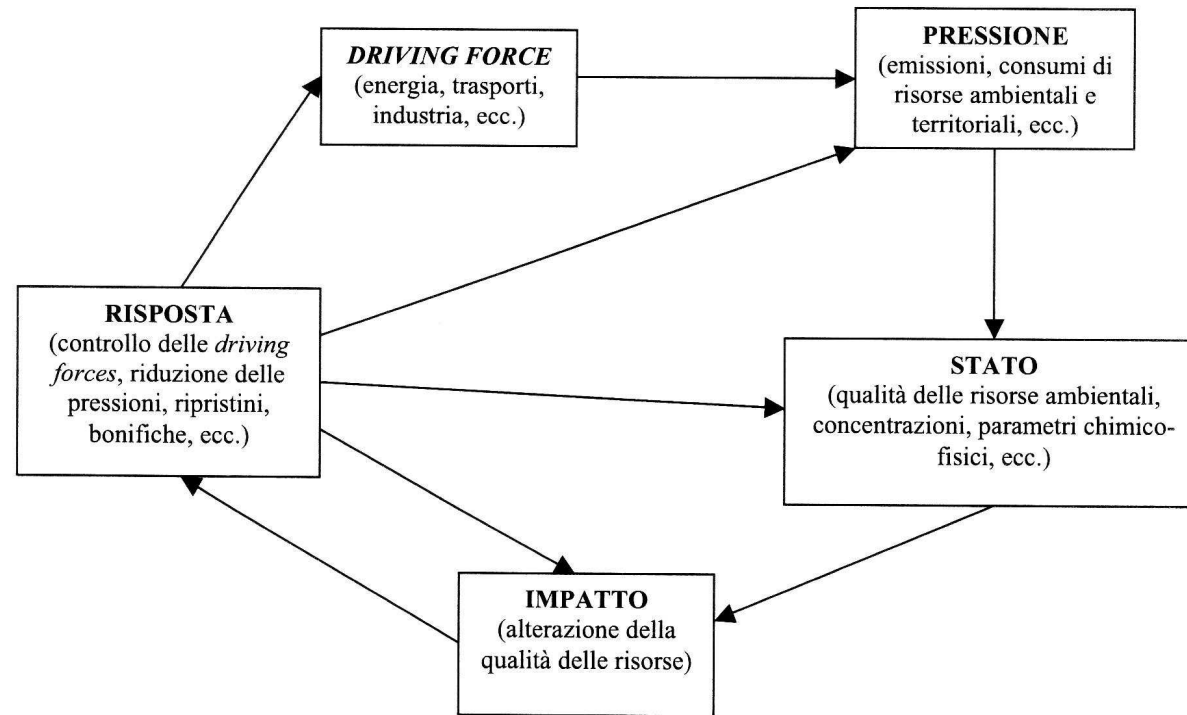 DRIVING FORCE
(energia, trasporti,
industria, ecc.)
PRESSIONE
(emissioni, consumi di
risorse ambientali e
territoriali, ecc.)
RISPOSTA
(controllo delle driving
forces, riduzione delle
pressioni, ripristini,
bonifiche, ecc.)
STATO
(qualità delle risorse ambientali,
concentrazioni, parametri chimico-
fisici, ecc.)
IMPATTO
(alterazione della
qualità delle risorse)